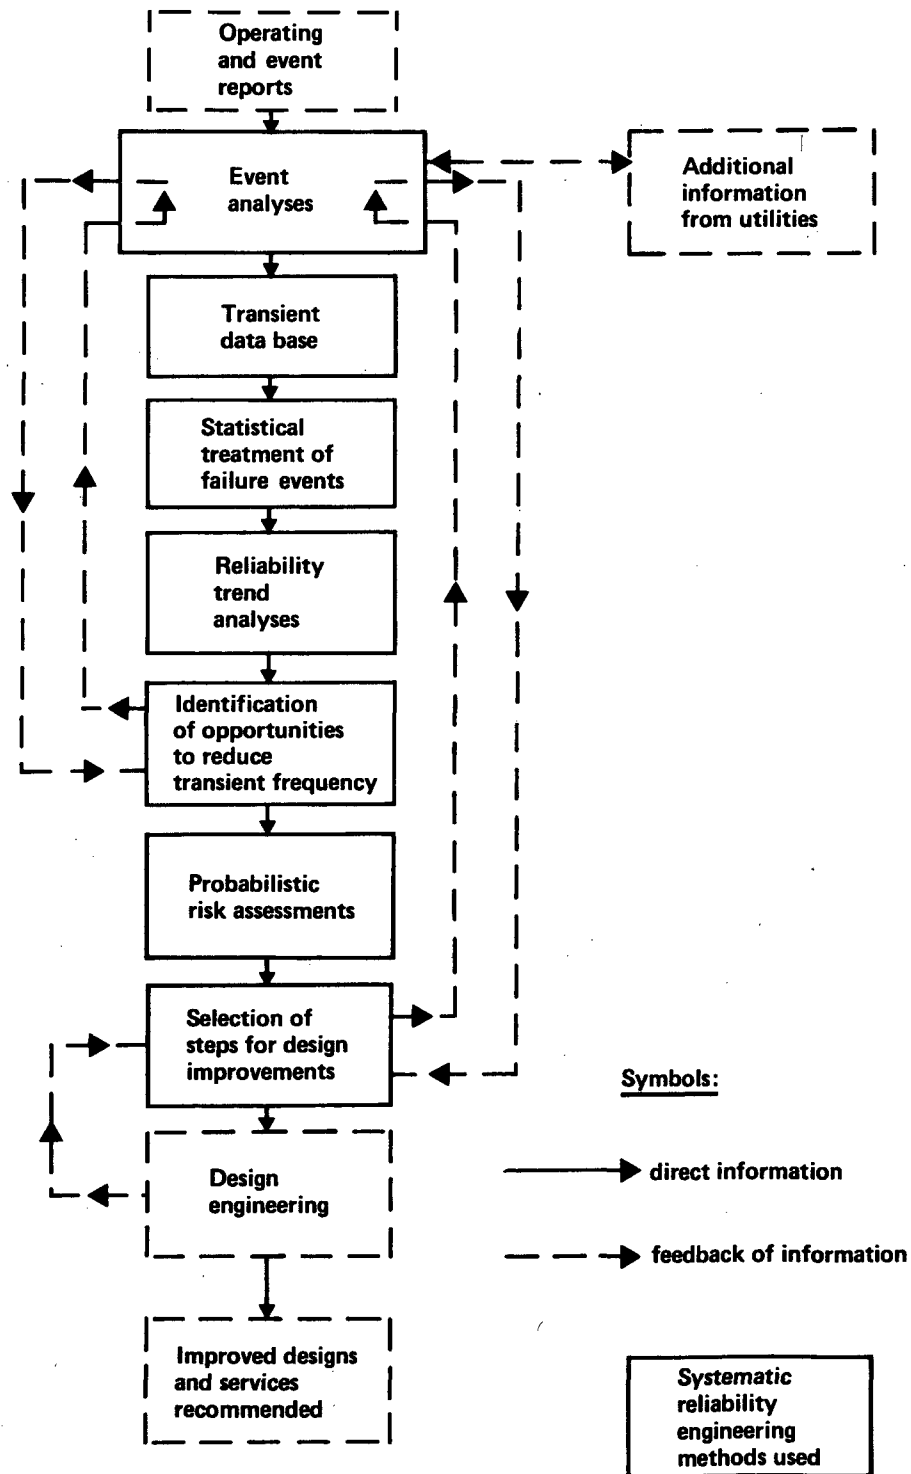 Operating
and event
reports
Event
analyses
Additional
information
from utilities
Transient
data base
Statistical
treatment of
failure events
Reliability
trend
analyses
Identification
of opportunities
to reduce
transient frequency
Probabilistic
risk assessments
Selection of
steps for design
improvements
Symbols:
Design
engineering
direct information
feedback of information
Improved designs
and services
recommended
Systematic
reliability
engineering
methods used